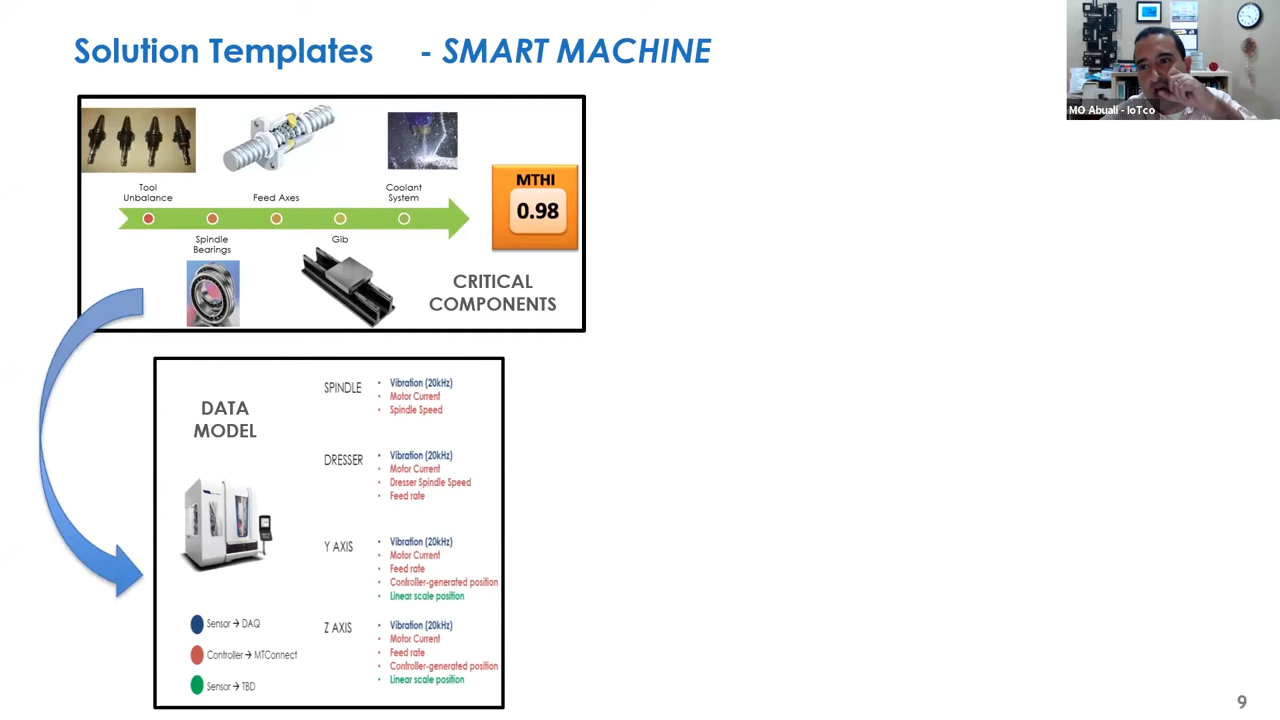 Solution Templates - SMART MACHINE
MO Abuali - IoTco
Tool
Unbalance
Feed Axes
Coolant
System
MTHI
0.98
Spindle
Bearings
Gib
CRITICAL
COMPONENTS
DATA
MODEL
SPINDLE
• Vibration (20kHz)
• Motor Current
• Spindle Speed
DRESSER
• Vibration (20kHz)
• Motor Current
• Dresser Spindle Speed
• Feed rate
Y AXIS
• Vibration (20kHz)
• Motor Current
• Feed rate
• Controller-generated position
• Linear scale position
Z AXIS
• Vibration (20kHz)
• Motor Current
• Feed rate
• Controller-generated position
• Linear scale position
Sensor → DAQ
Controller → MTConnect
Sensor → TBD
9